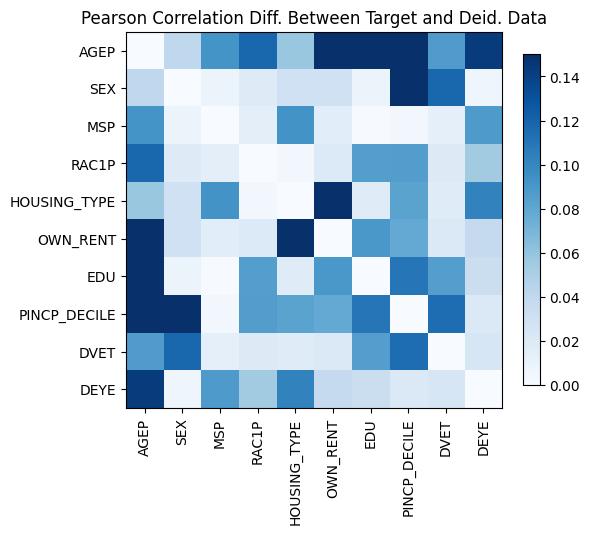 Pearson Correlation Diff. Between Target and Deid. Data
AGEP
SEX
MSP
RAC1P
HOUSING_TYPE
OWN_RENT
EDU
PINCP_DECILE
DVET
DEYE
0.14
0.12
0.10
0.08
0.06
0.04
0.02
0.00
AGEP
SEX
MSP
RAC1P
HOUSING_TYPE
OWN_RENT
EDU
PINCP_DECILE
DVET
DEYE